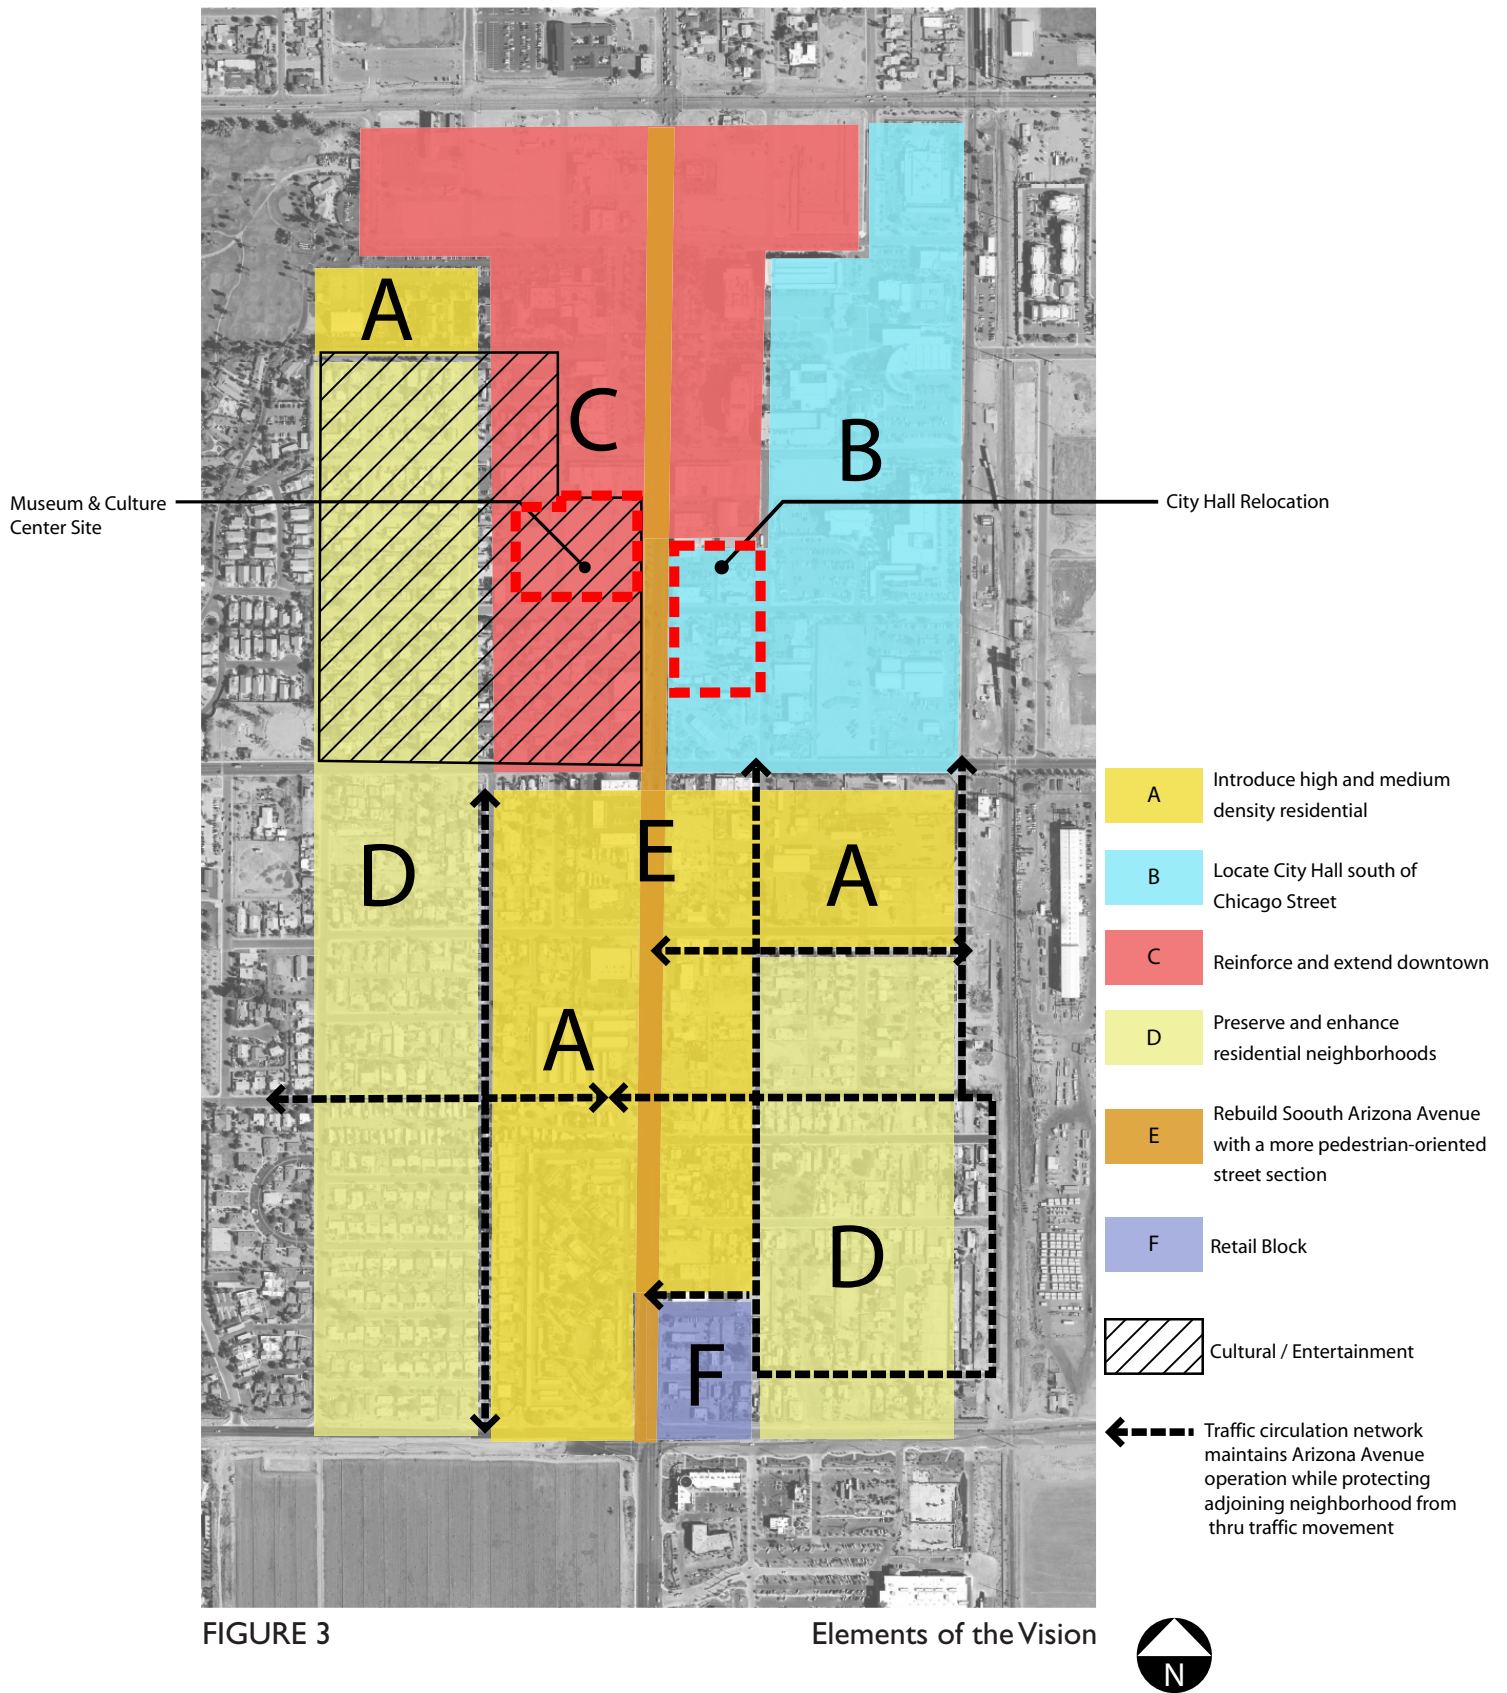 A
C
B
Museum & Culture
Center Site
City Hall Relocation
E
D
A
A
D
F
A
Introduce high and medium
density residential
B
Locate City Hall south of
Chicago Street
C
Reinforce and extend downtown
D
Preserve and enhance
residential neighborhoods
E
Rebuild Soouth Arizona Avenue
with a more pedestrian-oriented
street section
F
Retail Block
Cultural / Entertainment
Traffic circulation network
maintains Arizona Avenue
operation while protecting
adjoining neighborhood from
thru traffic movement
FIGURE 3
Elements of the Vision
N